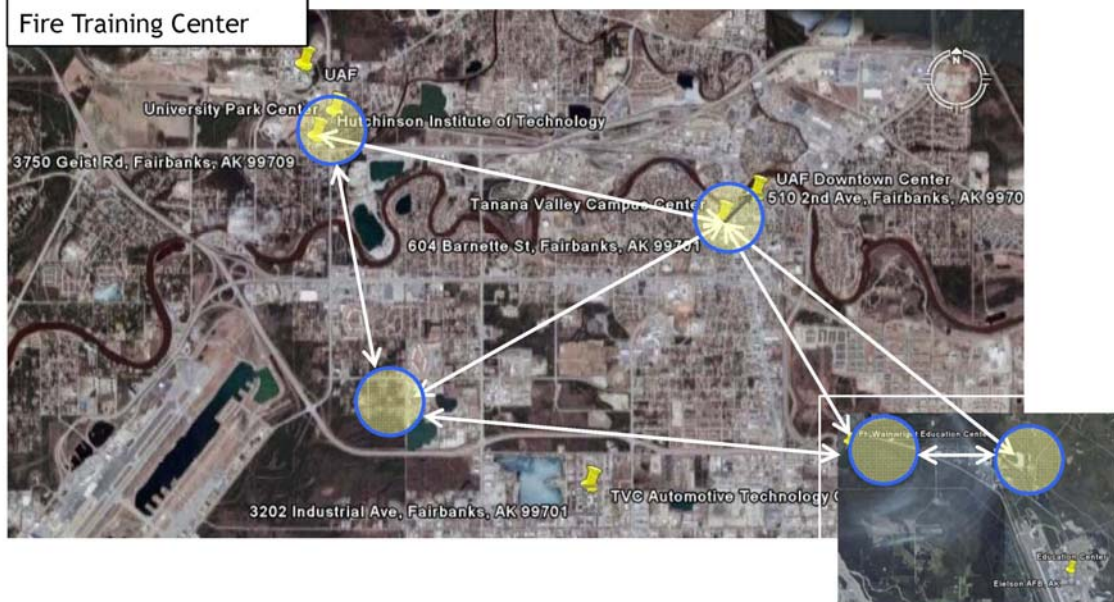 Fire Training Center
N
UAF
University Park Center
Hutchinson Institute of Technology
3750 Geist Rd, Fairbanks, AK 99709
UAF Downtown Center
Tanana Valley Campus Center
510 2nd Ave, Fairbanks, AK 9970
604 Barnette St, Fairbanks, AK 99701
Ft. Wainwright Education Center
TVC Automotive Technology C
3202 Industrial Ave, Fairbanks, AK 99701
Education Center
Eielson AFB, AK